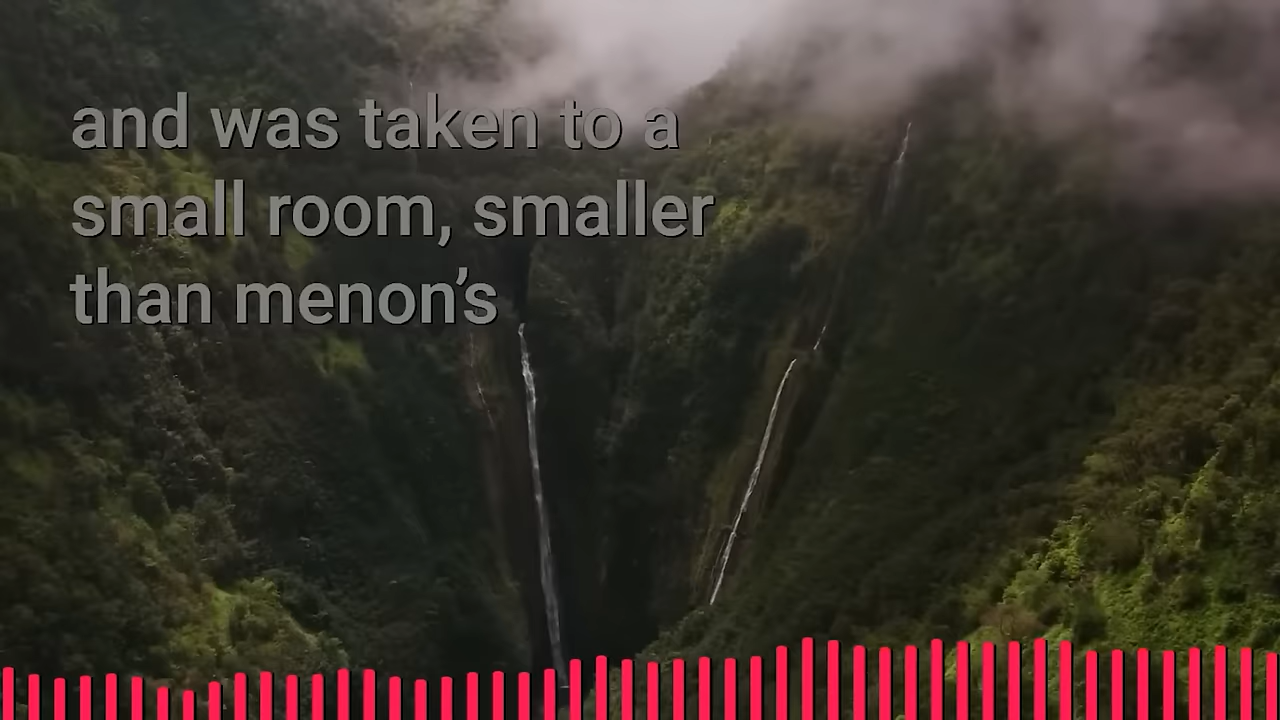 and was taken to a
small room, smaller
than menon’s